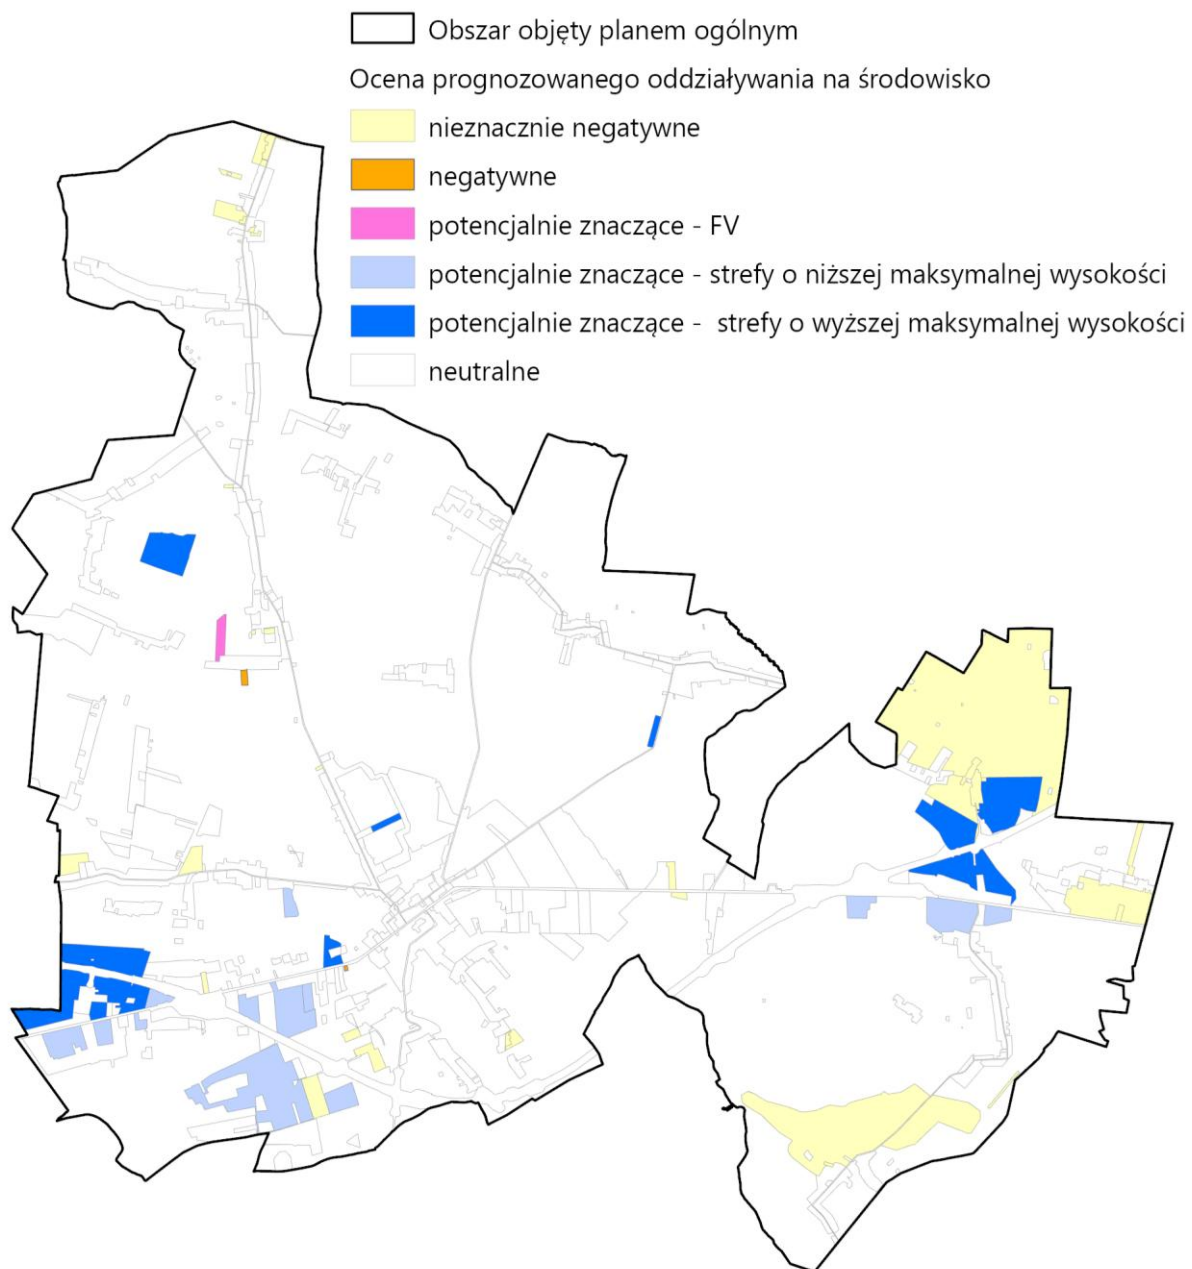 Obszar objęty planem ogólnym
Ocena prognozowanego oddziaływania na środowisko
nieznacznie negatywne
negatywne
potencjalnie znaczące - FV
potencjalnie znaczące - strefy o niższej maksymalnej wysokości
potencjalnie znaczące - strefy o wyższej maksymalnej wysokości
neutralne